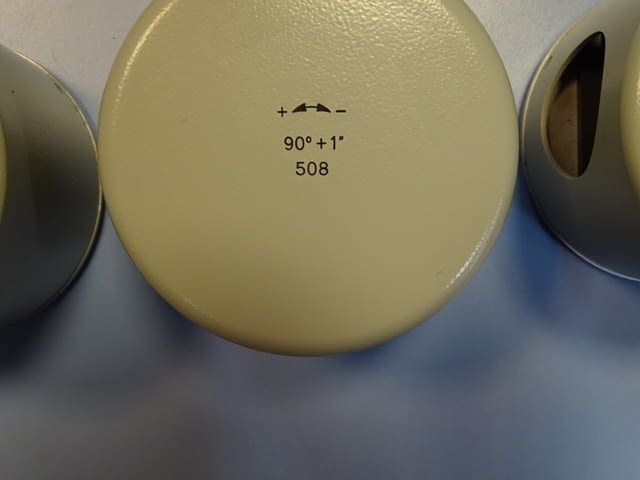 + ↔ −
90° + 1"
508